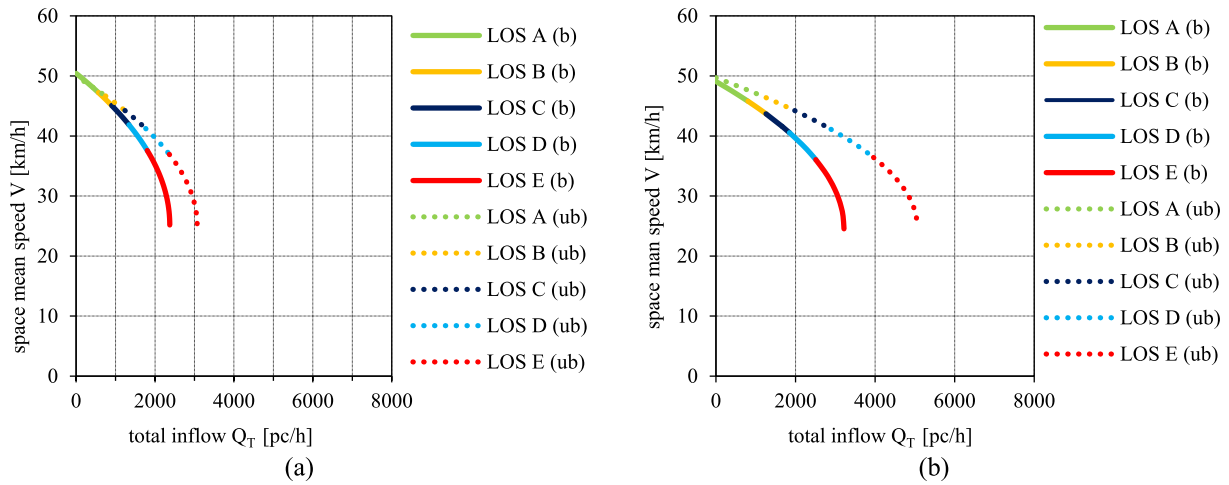 60
50
40
30
20
10
0
space mean speed V [km/h]
0 2000 4000 6000 8000
total inflow Q_T [pc/h]
LOS A (b)
LOS B (b)
LOS C (b)
LOS D (b)
LOS E (b)
LOS A (ub)
LOS B (ub)
LOS C (ub)
LOS D (ub)
LOS E (ub)
(a)
60
50
40
30
20
10
0
space man speed V [km/h]
0 2000 4000 6000 8000
total inflow Q_T [pc/h]
LOS A (b)
LOS B (b)
LOS C (b)
LOS D (b)
LOS E (b)
LOS A (ub)
LOS B (ub)
LOS C (ub)
LOS D (ub)
LOS E (ub)
(b)